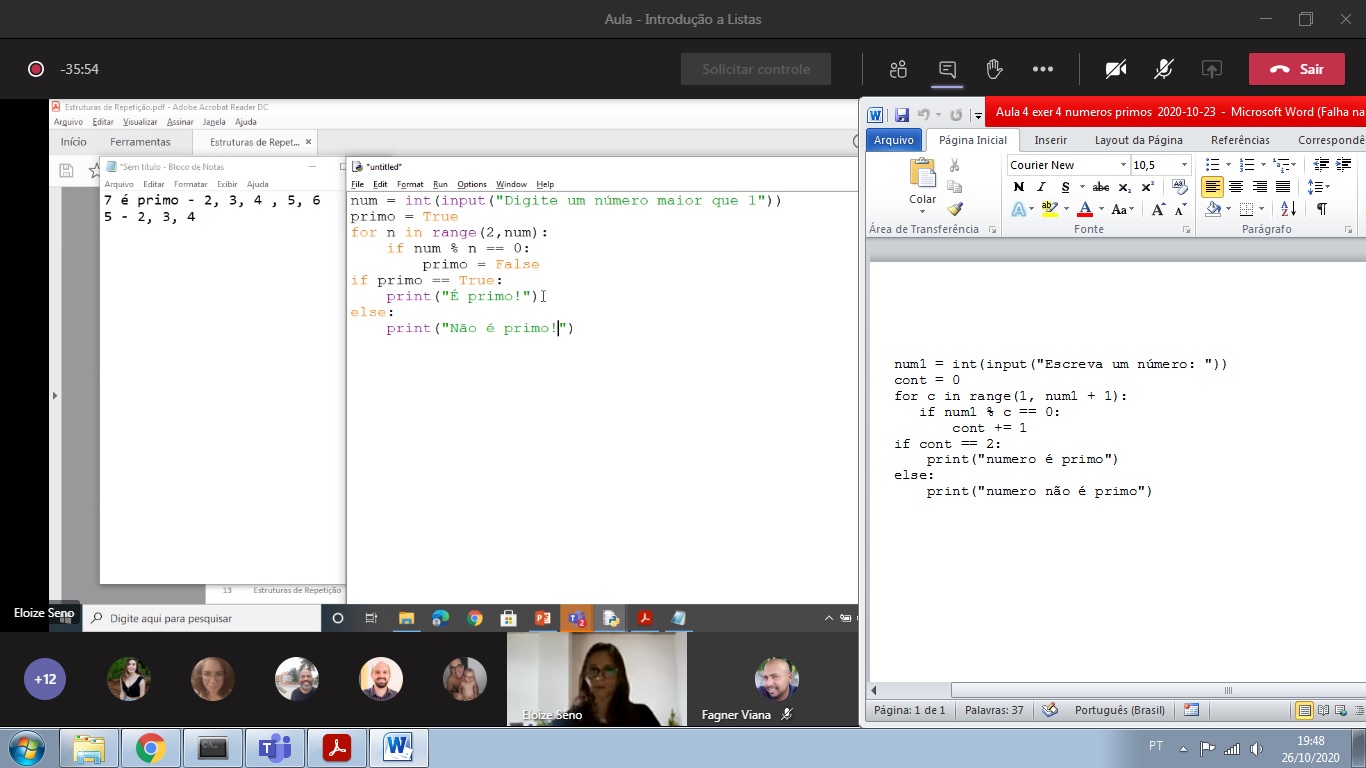 Aula - Introdução a Listas
-35:54
Solicitar controle
Sair
Estruturas de Repetição.pdf - Adobe Acrobat Reader DC
Arquivo Editar Visualizar Assinar Janela Ajuda
Início Ferramentas Estruturas de Repet... ×
*Sem título - Bloco de Notas
Arquivo Editar Formatar Exibir Ajuda
7 é primo - 2, 3, 4 , 5, 6
5 - 2, 3, 4
13 Estruturas de Repetição
*untitled*
File Edit Format Run Options Window Help
num = int(input("Digite um número maior que 1"))
primo = True
for n in range(2,num):
    if num % n == 0:
        primo = False
if primo == True:
    print("É primo!")
else:
    print("Não é primo!")
Eloize Seno
Digite aqui para pesquisar
+12
Eloize Seno
Fagner Viana
Aula 4 exer 4 numeros primos 2020-10-23 - Microsoft Word (Falha na
Arquivo Página Inicial Inserir Layout da Página Referências Correspondê
Colar
Courier New 10,5
N I S abc x₂ x²
A ab A Aa A A
Área de Transferência Fonte Parágrafo
num1 = int(input("Escreva um número: "))
cont = 0
for c in range(1, num1 + 1):
   if num1 % c == 0:
       cont += 1
if cont == 2:
    print("numero é primo")
else:
    print("numero não é primo")
Página: 1 de 1 Palavras: 37 Português (Brasil)
PT
19:48
26/10/2020